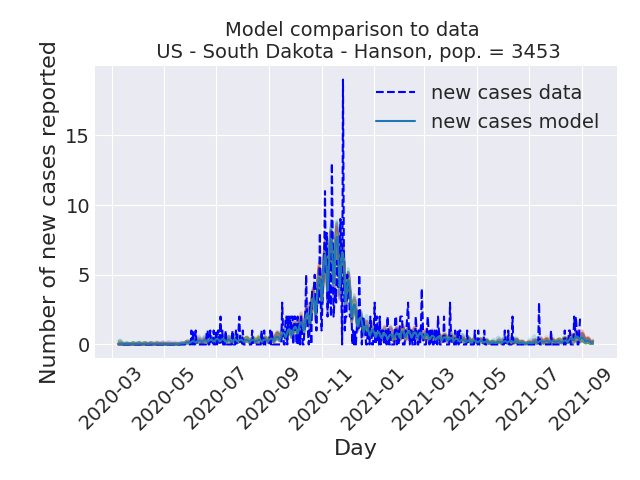 Model comparison to data
US - South Dakota - Hanson, pop. = 3453
Number of new cases reported
15
10
5
0
new cases data
new cases model
2020-03
2020-05
2020-07
2020-09
2020-11
2021-01
2021-03
2021-05
2021-07
2021-09
Day